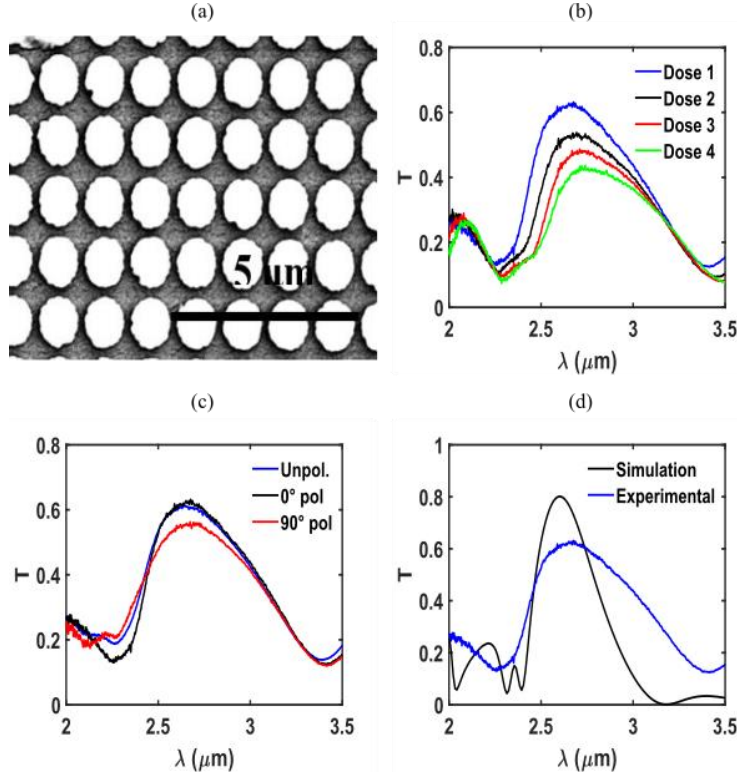 (a)
5 μm
(b)
0.8
0.6
0.4
0.2
0
T
2
2.5
3
3.5
λ (μm)
Dose 1
Dose 2
Dose 3
Dose 4
(c)
0.8
0.6
0.4
0.2
0
T
2
2.5
3
3.5
λ (μm)
Unpol.
0° pol
90° pol
(d)
1
0.8
0.6
0.4
0.2
0
T
2
2.5
3
3.5
λ (μm)
Simulation
Experimental